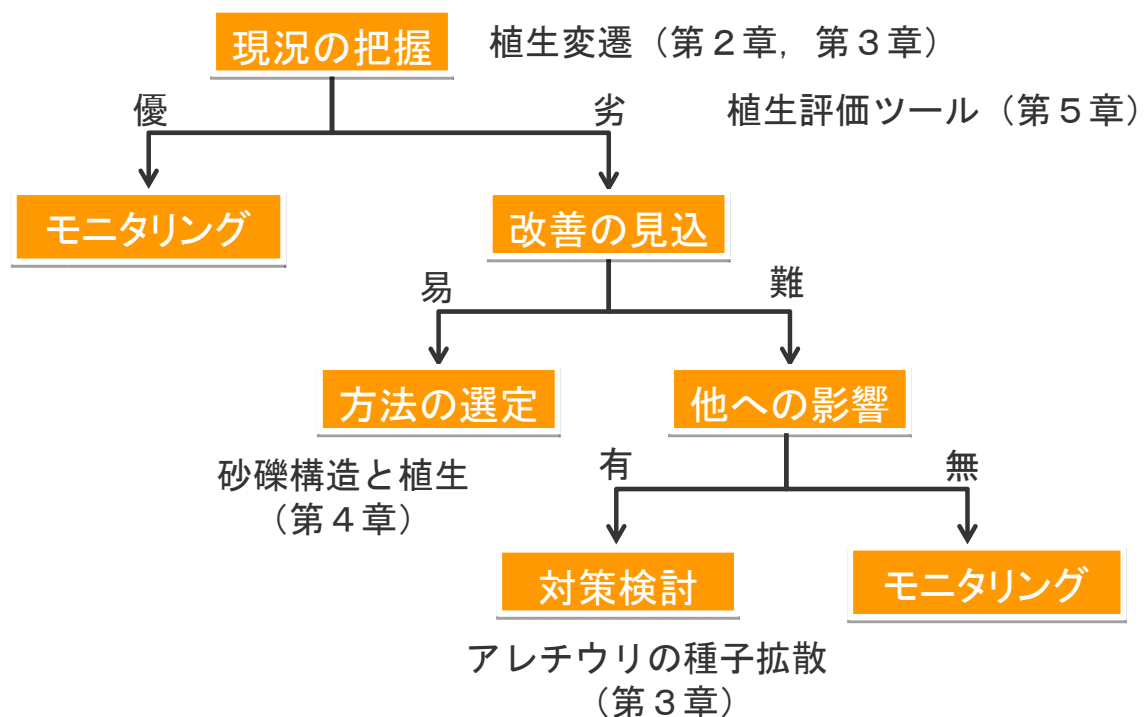 現況の把握
植生変遷（第２章，第３章）
優
劣
植生評価ツール（第５章）
モニタリング
改善の見込
易
難
方法の選定
他への影響
砂礫構造と植生
（第４章）
有
無
対策検討
モニタリング
アレチウリの種子拡散
（第３章）